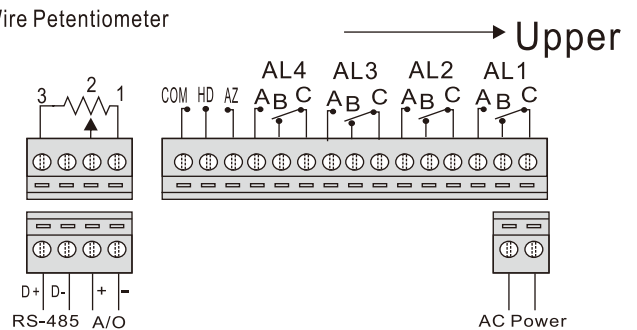 Wire Petentiometer
Upper
AL4 AL3 AL2 AL1
3 2 1 COM HD AZ A B C A B C A B C A B C
D+ D- + -
RS-485 A/O AC Power